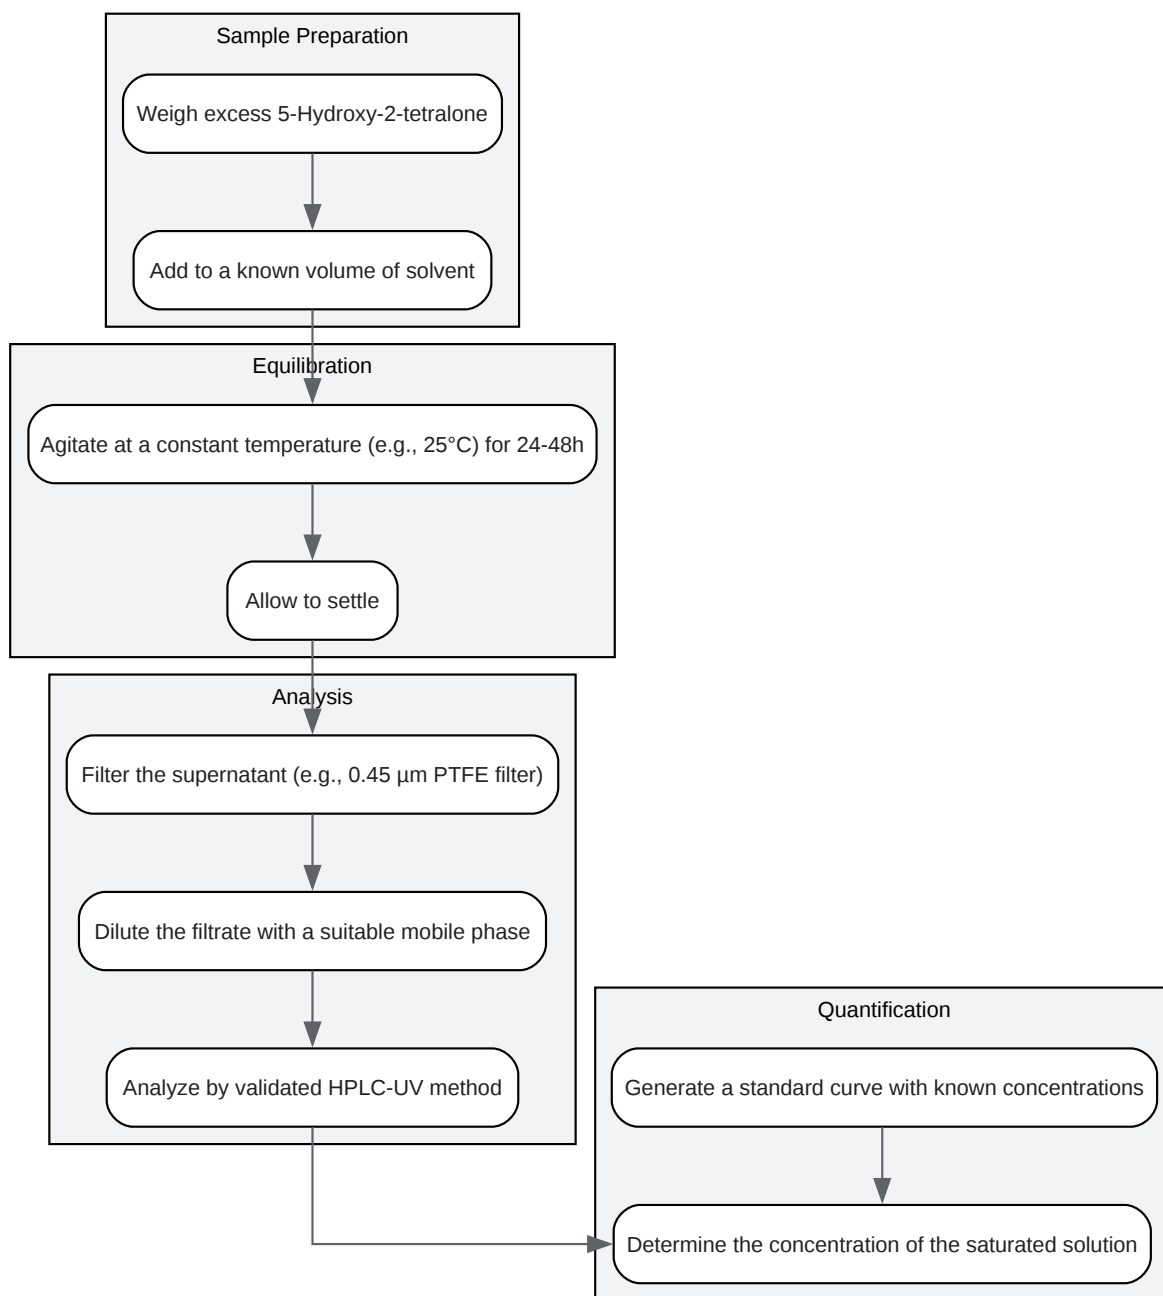 Sample Preparation
Weigh excess 5-Hydroxy-2-tetralone
Add to a known volume of solvent
Equilibration
Agitate at a constant temperature (e.g., 25°C) for 24-48h
Allow to settle
Analysis
Filter the supernatant (e.g., 0.45 µm PTFE filter)
Dilute the filtrate with a suitable mobile phase
Analyze by validated HPLC-UV method
Quantification
Generate a standard curve with known concentrations
Determine the concentration of the saturated solution